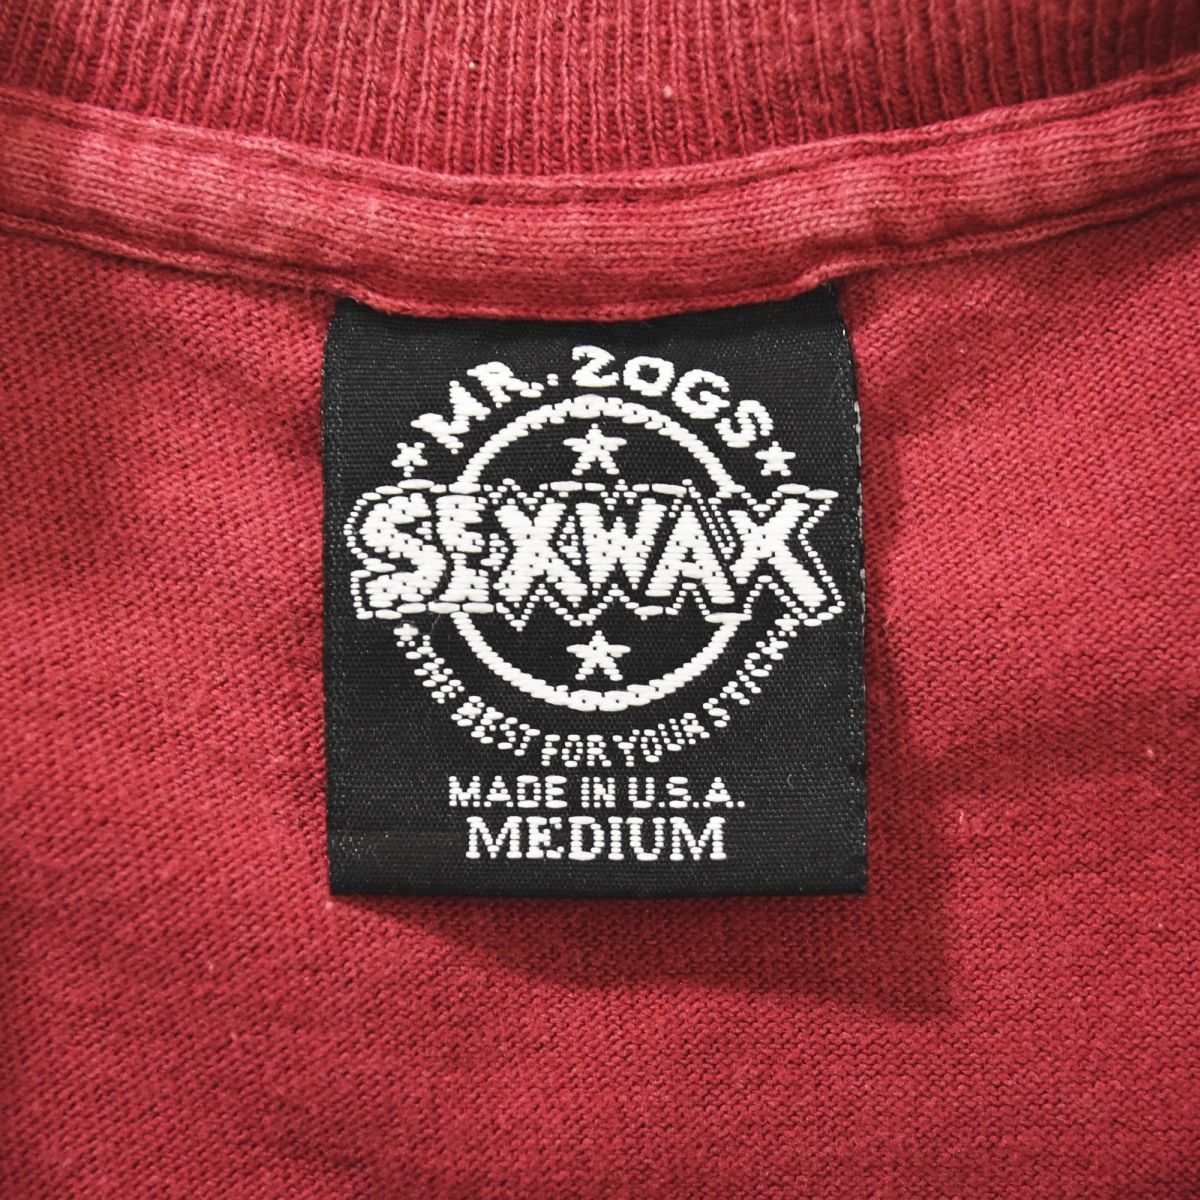 MR. ZOGS
SEXWAX
THE BEST FOR YOUR STICK
MADE IN U.S.A.
MEDIUM